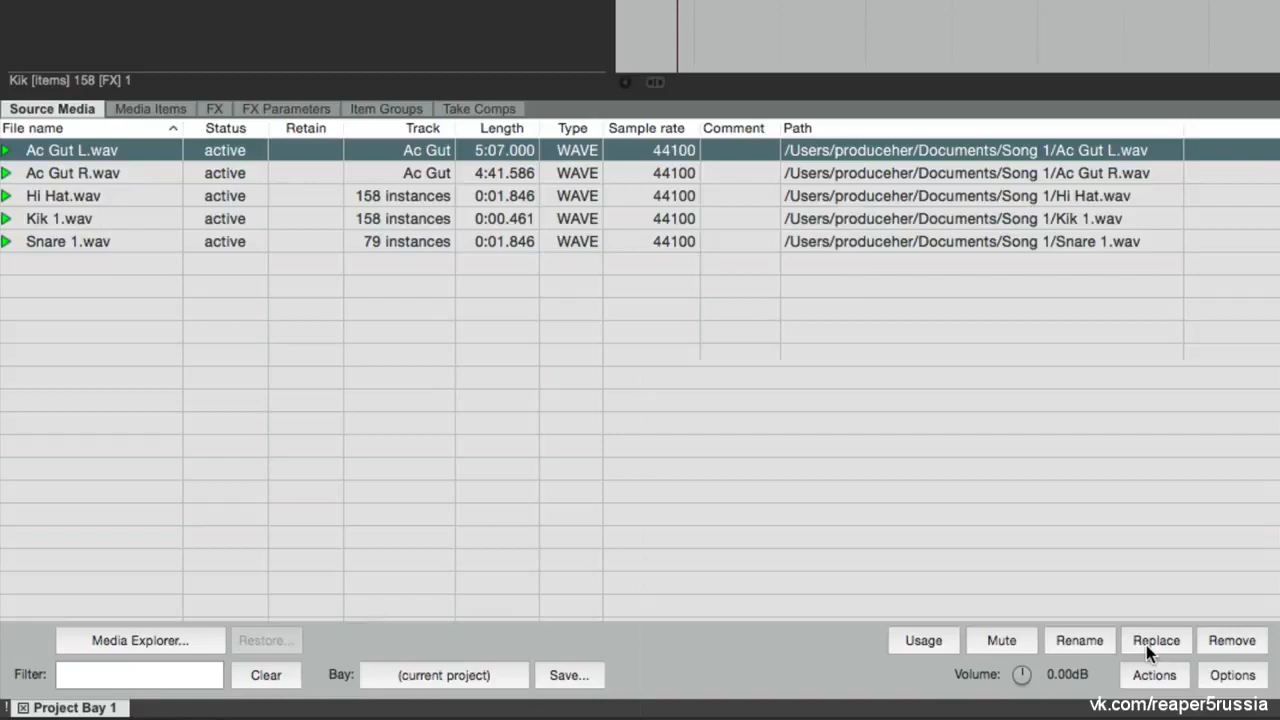 Kik [items] 158 [FX] 1
Source Media Media Items FX FX Parameters Item Groups Take Comps
File name Status Retain Track Length Type Sample rate Comment Path
Ac Gut L.wav active Ac Gut 5:07.000 WAVE 44100 /Users/produceher/Documents/Song 1/Ac Gut L.wav
Ac Gut R.wav active Ac Gut 4:41.586 WAVE 44100 /Users/produceher/Documents/Song 1/Ac Gut R.wav
Hi Hat.wav active 158 instances 0:01.846 WAVE 44100 /Users/produceher/Documents/Song 1/Hi Hat.wav
Kik 1.wav active 158 instances 0:00.461 WAVE 44100 /Users/produceher/Documents/Song 1/Kik 1.wav
Snare 1.wav active 79 instances 0:01.846 WAVE 44100 /Users/produceher/Documents/Song 1/Snare 1.wav
Media Explorer... Restore... Usage Mute Rename Replace Remove
Filter: Clear Bay: (current project) Save... Volume: 0.00dB Actions Options
! Project Bay 1
vk.com/reaper5russia